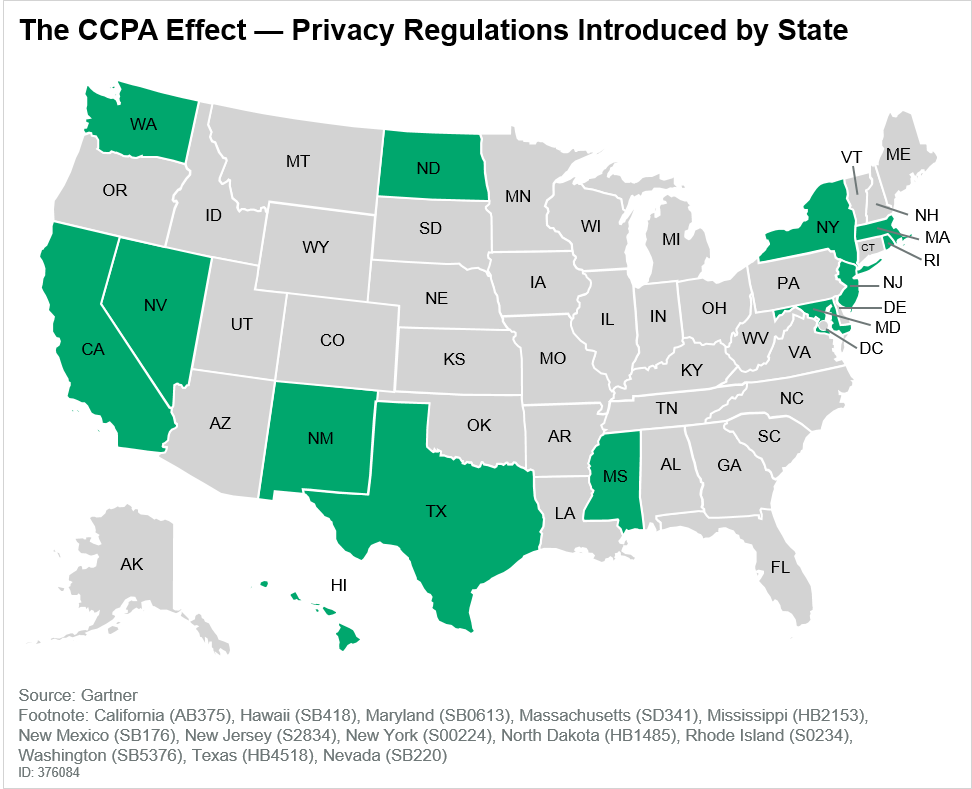 The CCPA Effect — Privacy Regulations Introduced by State
WA
MT
ND
MN
VT
ME
OR
ID
SD
WI
MI
NY
NH
MA
CT
RI
WY
NV
NE
IA
PA
NJ
OH
DE
IL
IN
MD
UT
CO
WV
DC
CA
KS
MO
VA
KY
NC
TN
AZ
OK
AR
SC
NM
MS
AL
GA
TX
LA
FL
AK
HI
Source: Gartner
Footnote: California (AB375), Hawaii (SB418), Maryland (SB0613), Massachusetts (SD341), Mississippi (HB2153),
New Mexico (SB176), New Jersey (S2834), New York (S00224), North Dakota (HB1485), Rhode Island (S0234),
Washington (SB5376), Texas (HB4518), Nevada (SB220)
ID: 376084